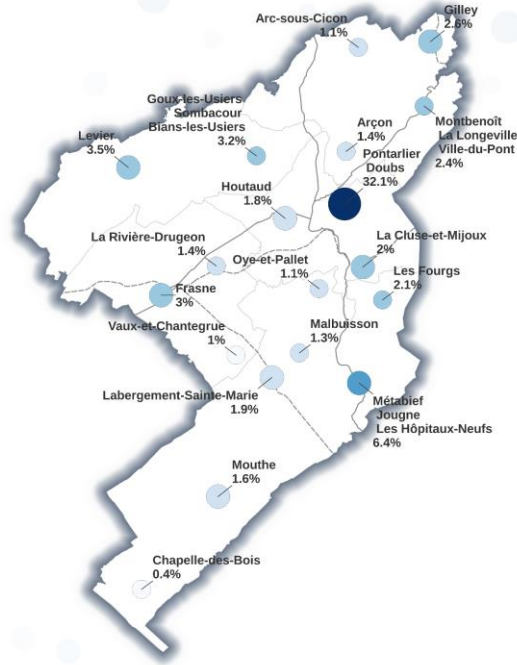 Gilley
2.6%
Arc-sous-Cicon
1.1%
Goux-les-Usiers
Sombacour
Bians-les-Usiers
3.2%
Levier
3.5%
Arçon
1.4%
Montbenoît
La Longeville
Ville-du-Pont
2.4%
Pontarlier
Doubs
32.1%
Houtaud
1.8%
La Rivière-Drugeon
1.4%
Oye-et-Pallet
1.1%
La Cluse-et-Mijoux
2%
Les Fourgs
2.1%
Frasne
3%
Vaux-et-Chantegrue
1%
Malbuisson
1.3%
Labergement-Sainte-Marie
1.9%
Métabief
Jougne
Les Hôpitaux-Neufs
6.4%
Mouthe
1.6%
Chapelle-des-Bois
0.4%